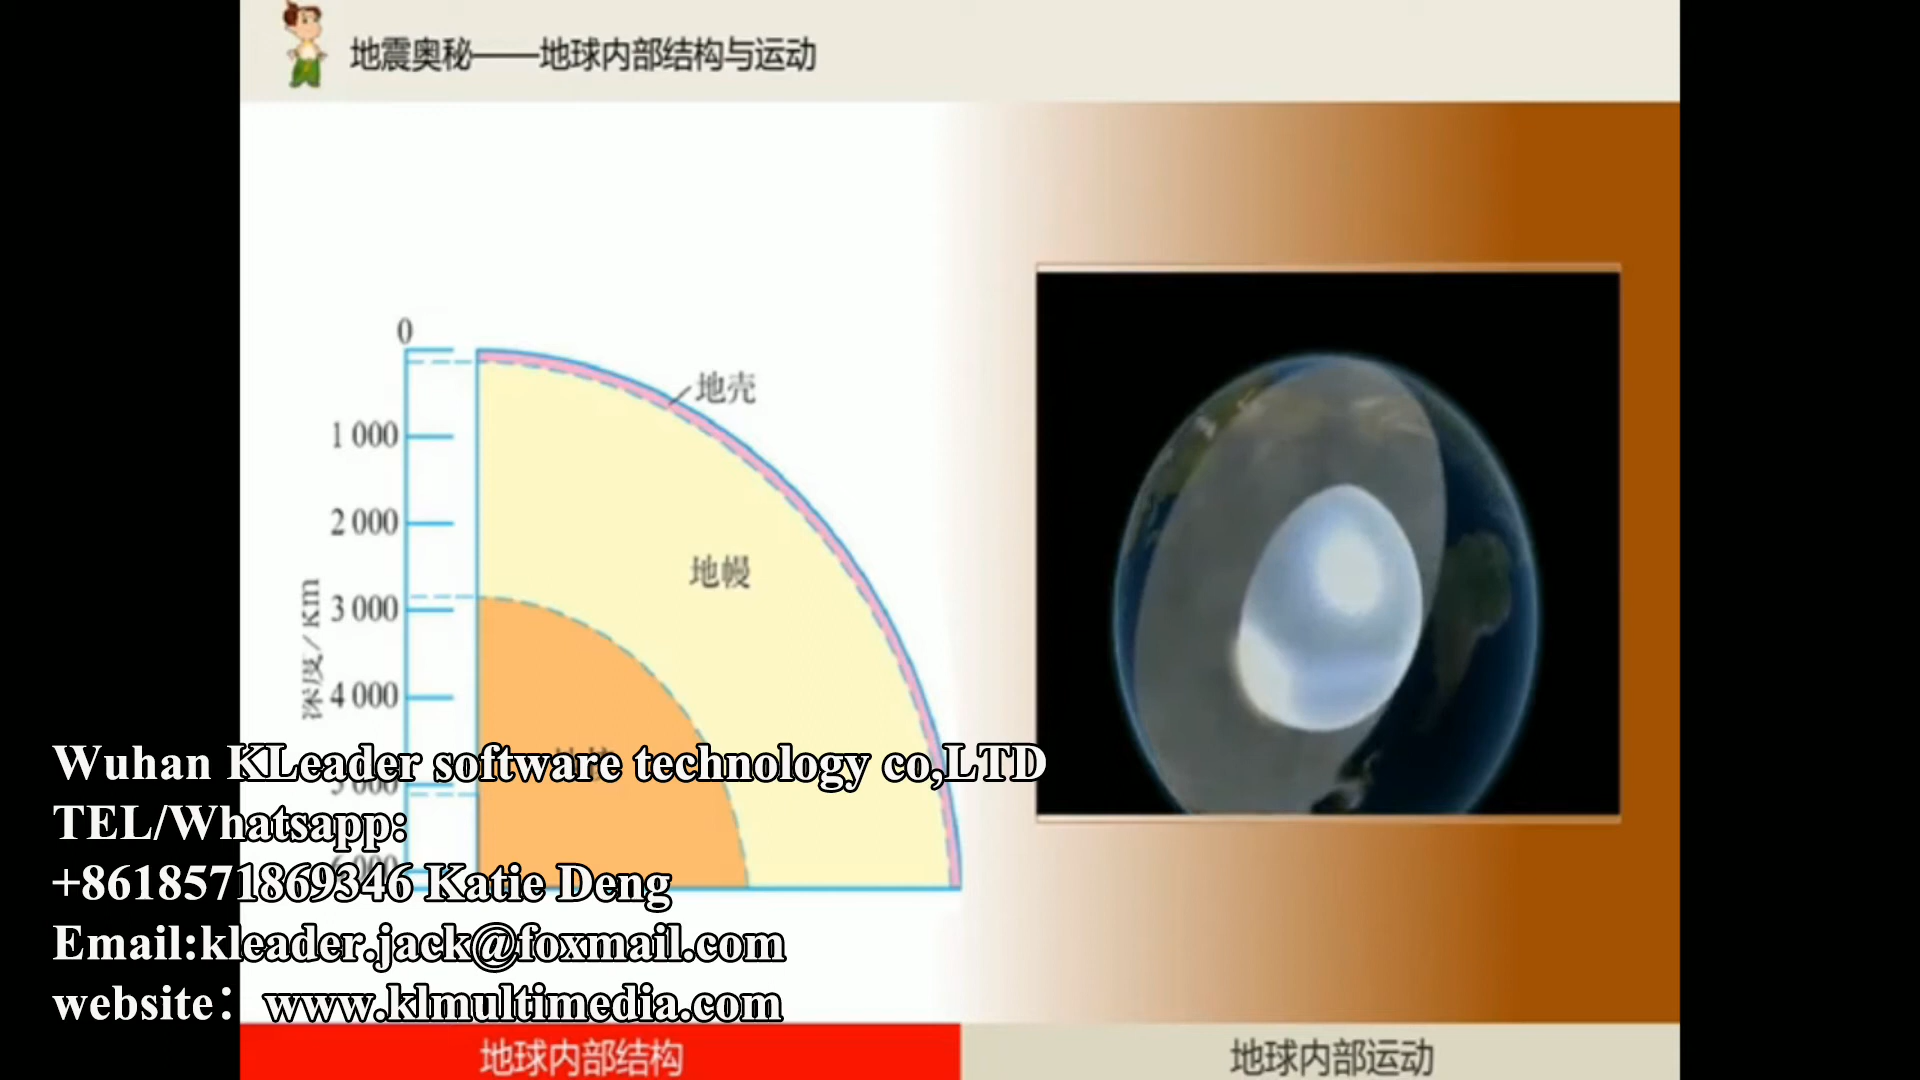 地震奥秘——地球内部结构与运动
0
1 000
2 000
3 000
4 000
深度/Km
地壳
地幔
Wuhan KLeader software technology co,LTD
TEL/Whatsapp:
+8618571869346 Katie Deng
Email:kleader.jack@foxmail.com
website：www.klmultimedia.com
地球内部结构
地球内部运动